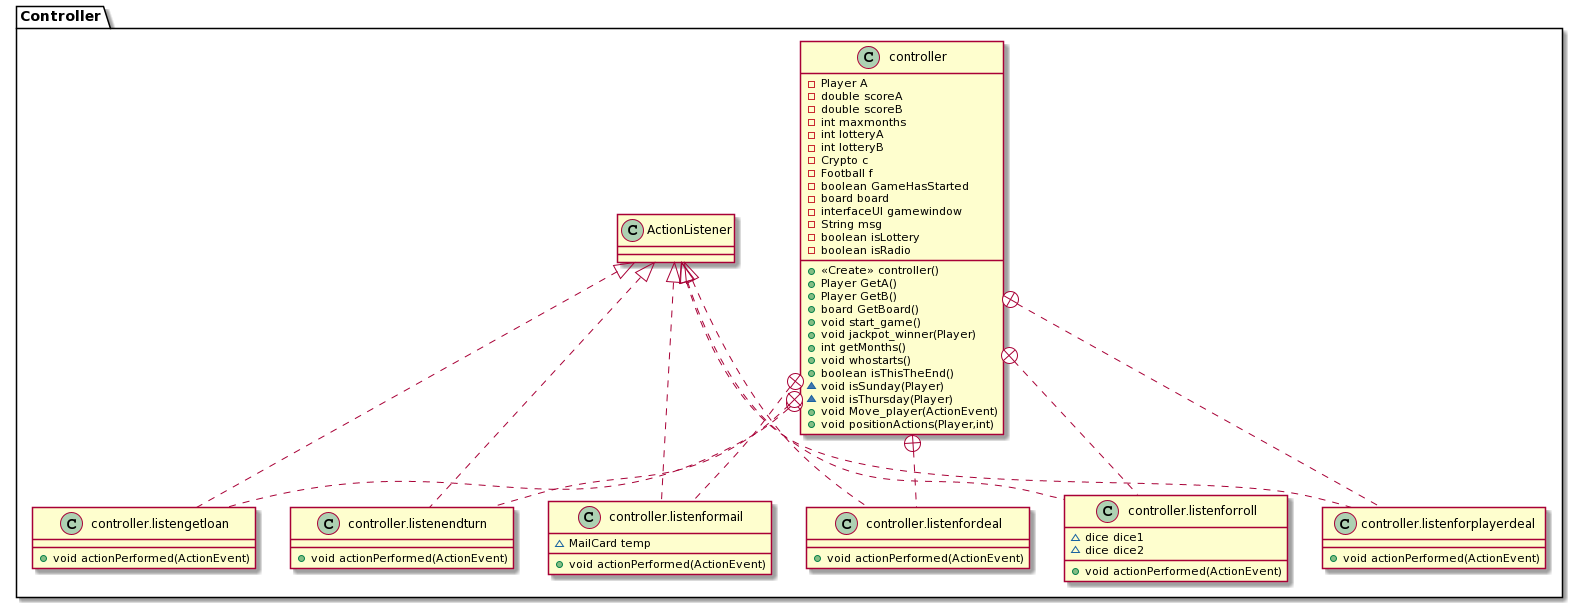 Controller
C controller
Player A
double scoreA
double scoreB
int maxmonths
int lotteryA
int lotteryB
Crypto c
Football f
boolean GameHasStarted
board board
interfaceUI gamewindow
String msg
boolean isLottery
boolean isRadio
«Create» controller()
Player GetA()
Player GetB()
board GetBoard()
void start_game()
void jackpot_winner(Player)
int getMonths()
void whostarts()
boolean isThisTheEnd()
void isSunday(Player)
void isThursday(Player)
void Move_player(ActionEvent)
void positionActions(Player,int)
C ActionListener
C controller.listengetloan
void actionPerformed(ActionEvent)
C controller.listenendturn
void actionPerformed(ActionEvent)
C controller.listenformail
MailCard temp
void actionPerformed(ActionEvent)
C controller.listenfordeal
void actionPerformed(ActionEvent)
C controller.listenforroll
dice dice1
dice dice2
void actionPerformed(ActionEvent)
C controller.listenforplayerdeal
void actionPerformed(ActionEvent)